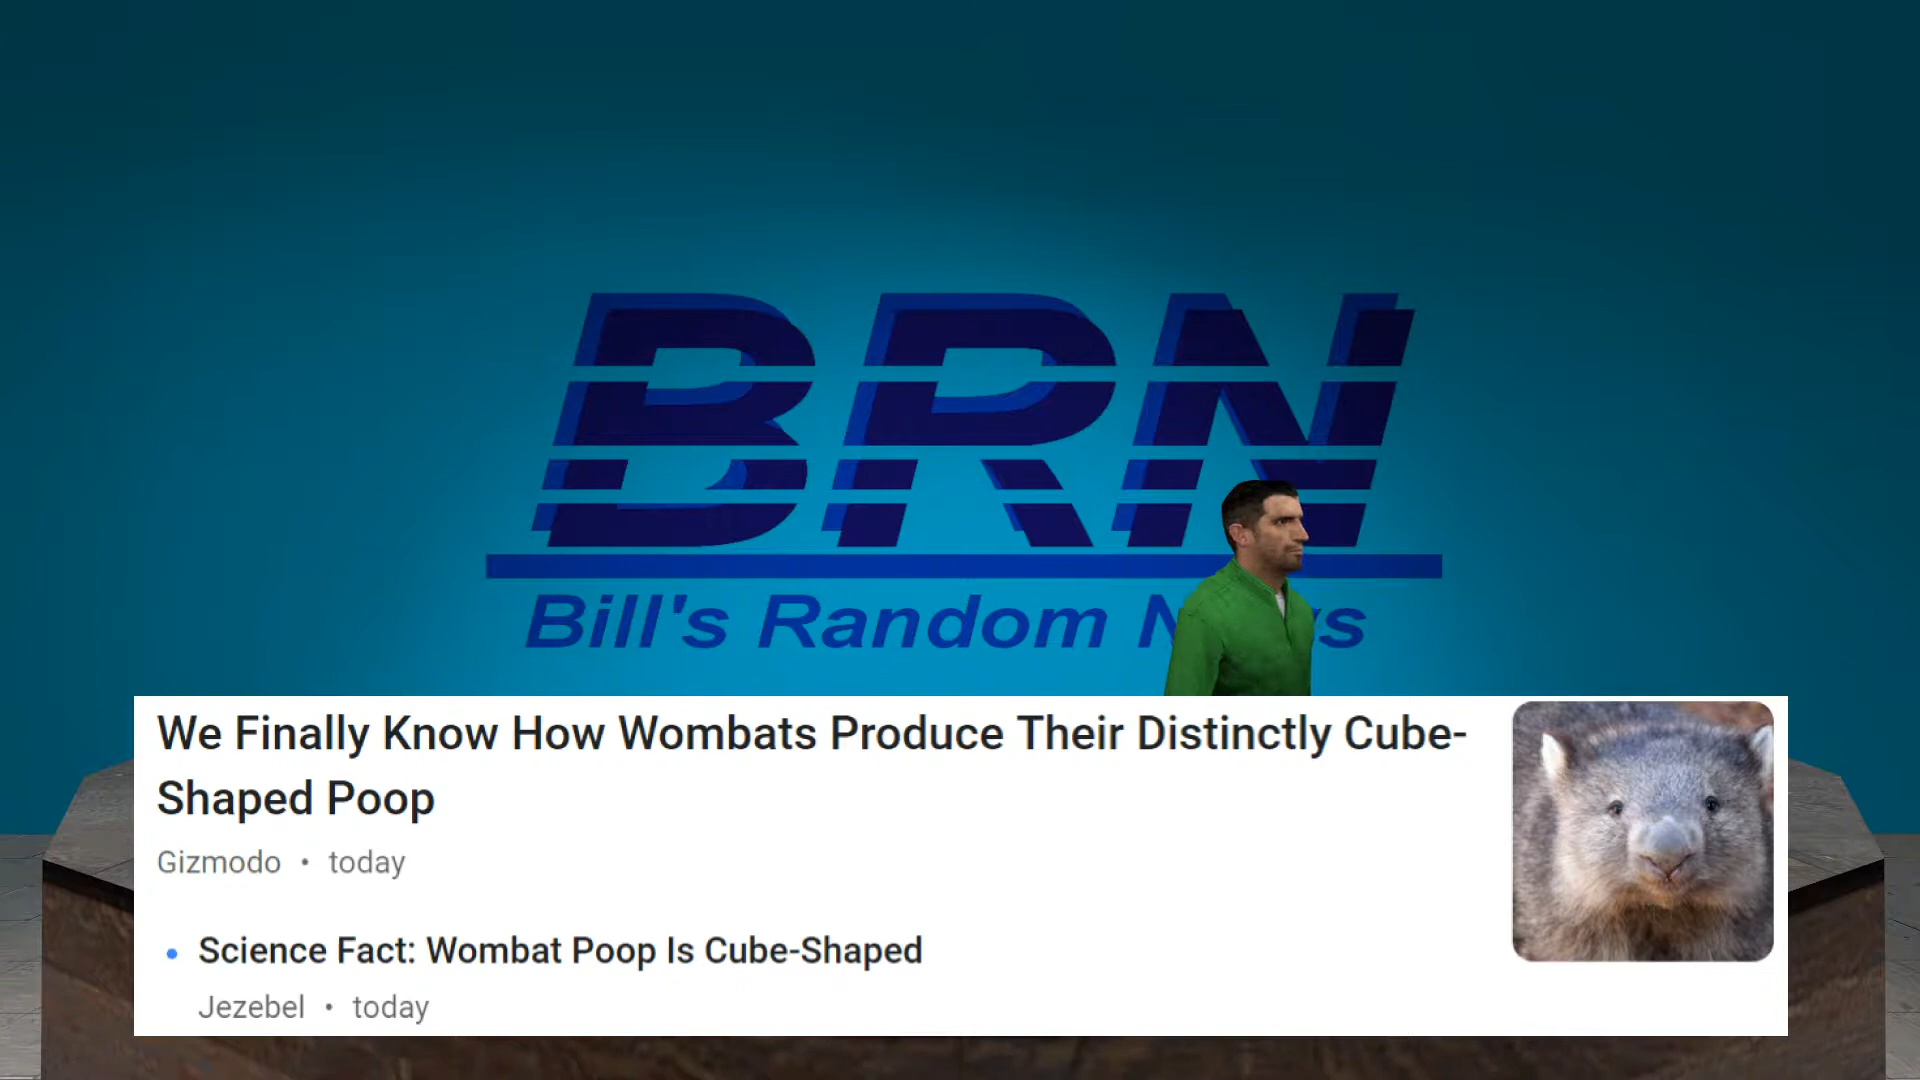 BRN
Bill's Random News
We Finally Know How Wombats Produce Their Distinctly Cube-
Shaped Poop
Gizmodo • today
• Science Fact: Wombat Poop Is Cube-Shaped
Jezebel • today